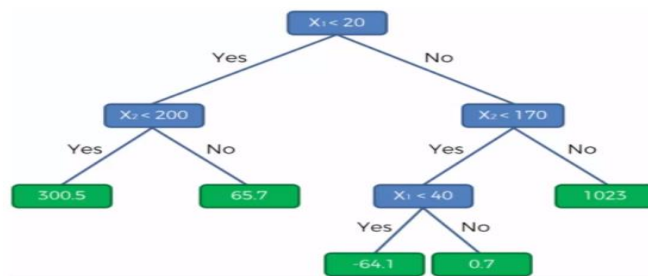 X₁ < 20
Yes
No
X₂ < 200
X₂ < 170
Yes
No
Yes
No
300.5
65.7
X₁ < 40
1023
Yes
No
-64.1
0.7